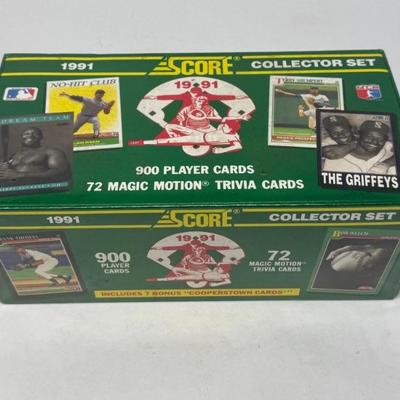 1991 SCORE® COLLECTOR SET
1991
NO-HIT CLUB
DREAM TEAM
900 PLAYER CARDS
72 MAGIC MOTION® TRIVIA CARDS
THE GRIFFEYS
1991 SCORE® COLLECTOR SET
1991
900
PLAYER
CARDS
72
MAGIC MOTION®
TRIVIA CARDS
INCLUDES 7 BONUS "COOPERSTOWN CARDS"